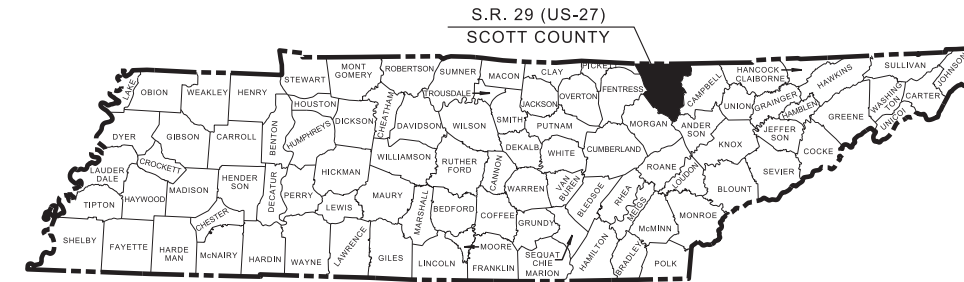 S.R. 29 (US-27)
SCOTT COUNTY
LAKE
OBION
WEAKLEY
HENRY
STEWART
MONT
GOMERY
ROBERTSON
SUMNER
MACON
CLAY
PICKETT
FENTRESS
CAMPBELL
HANCOCK
CLAIBORNE
HAWKINS
SULLIVAN
JOHNSON
HOUSTON
TROUSDALE
JACKSON
OVERTON
MORGAN
UNION
GRAINGER
HAMBLEN
GREENE
WASHING
TON
UNICOI
CARTER
DYER
GIBSON
CARROLL
BENTON
HUMPHREYS
DICKSON
CHEATHAM
DAVIDSON
WILSON
SMITH
PUTNAM
ANDER
SON
KNOX
JEFFER
SON
COCKE
LAUDER
DALE
CROCKETT
MADISON
HENDER
SON
DECATUR
PERRY
HICKMAN
WILLIAMSON
RUTHER
FORD
CANNON
DEKALB
WHITE
CUMBERLAND
ROANE
LOUDON
BLOUNT
SEVIER
TIPTON
HAYWOOD
CHESTER
LEWIS
MAURY
MARSHALL
BEDFORD
COFFEE
WARREN
VAN
BUREN
BLEDSOE
RHEA
MEIGS
McMINN
MONROE
SHELBY
FAYETTE
HARDE
MAN
McNAIRY
HARDIN
WAYNE
LAWRENCE
GILES
LINCOLN
MOORE
FRANKLIN
GRUNDY
SEQUAT
CHIE
MARION
HAMILTON
BRADLEY
POLK